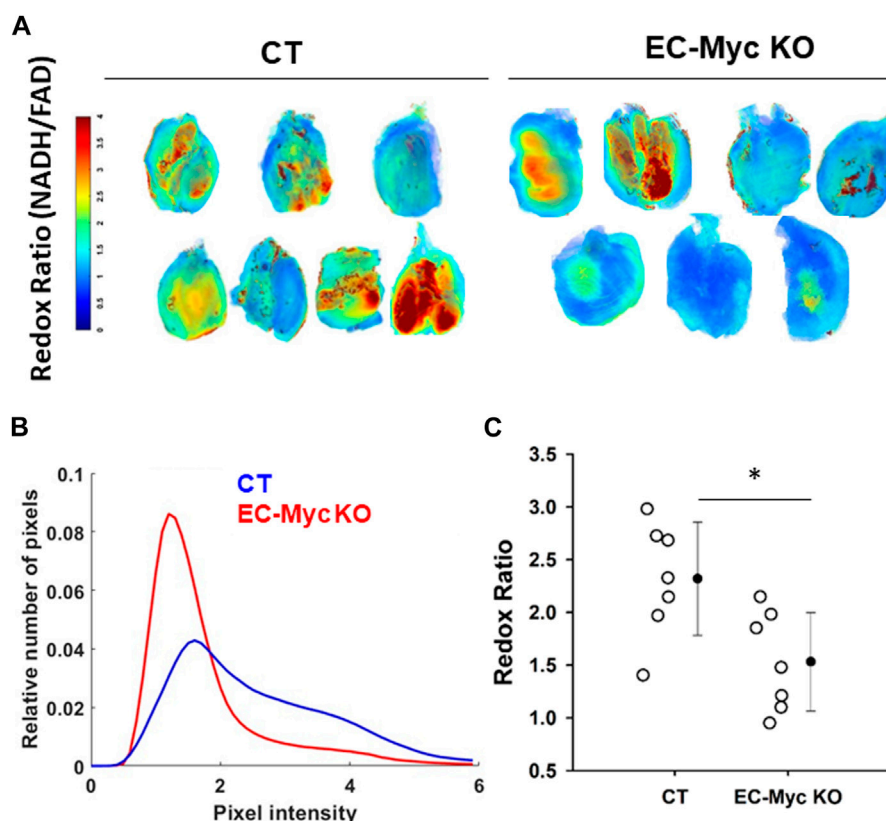 A
CT
EC-Myc KO
Redox Ratio (NADH/FAD)
4
3.5
3
2.5
2
1.5
1
0.5
0
B
CT
EC-Myc KO
Relative number of pixels
0.1
0.08
0.06
0.04
0.02
0
0
2
4
6
Pixel intensity
C
*
Redox Ratio
3.5
3.0
2.5
2.0
1.5
1.0
0.5
CT
EC-Myc KO